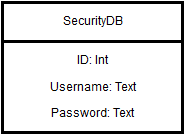 SecurityDB
ID: Int
Username: Text
Password: Text